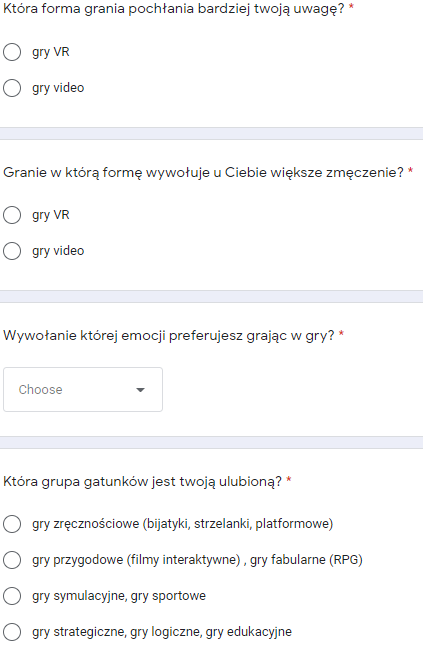 Która forma grania pochłania bardziej twoją uwagę? *
gry VR
gry video
Granie w którą formę wywołuje u Ciebie większe zmęczenie? *
gry VR
gry video
Wywołanie której emocji preferujesz grając w gry? *
Choose
Która grupa gatunków jest twoją ulubioną? *
gry zręcznościowe (bijatyki, strzelanki, platformowe)
gry przygodowe (filmy interaktywne) , gry fabularne (RPG)
gry symulacyjne, gry sportowe
gry strategiczne, gry logiczne, gry edukacyjne